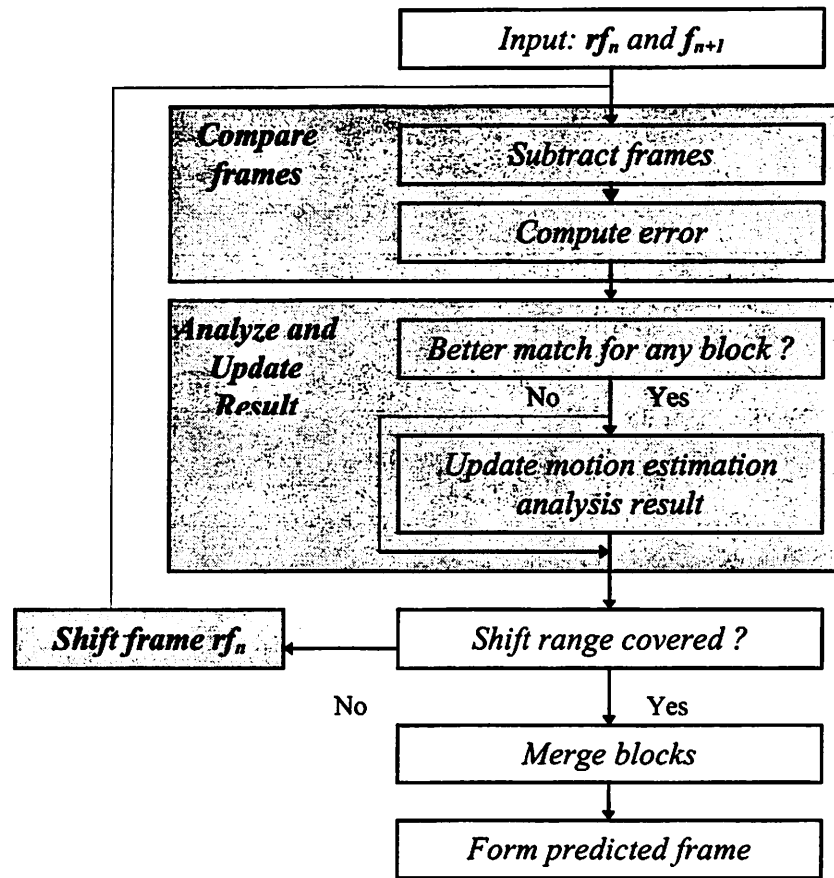 Input: rfₙ and fₙ₊₁
Compare
frames
Subtract frames
Compute error
Analyze and
Update
Result
Better match for any block ?
No Yes
Update motion estimation
analysis result
Shift frame rfₙ
Shift range covered ?
No Yes
Merge blocks
Form predicted frame